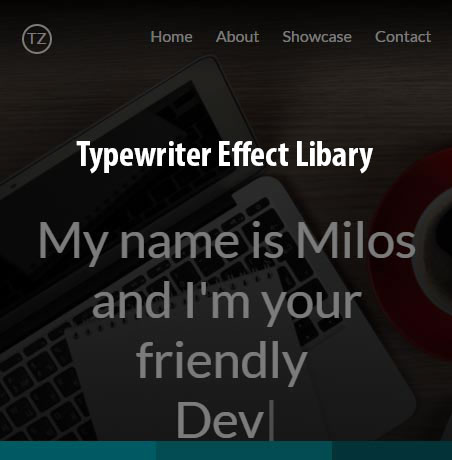 TZ
Home About Showcase Contact
Typewriter Effect Libary
My name is Milos
and I'm your
friendly
Dev|